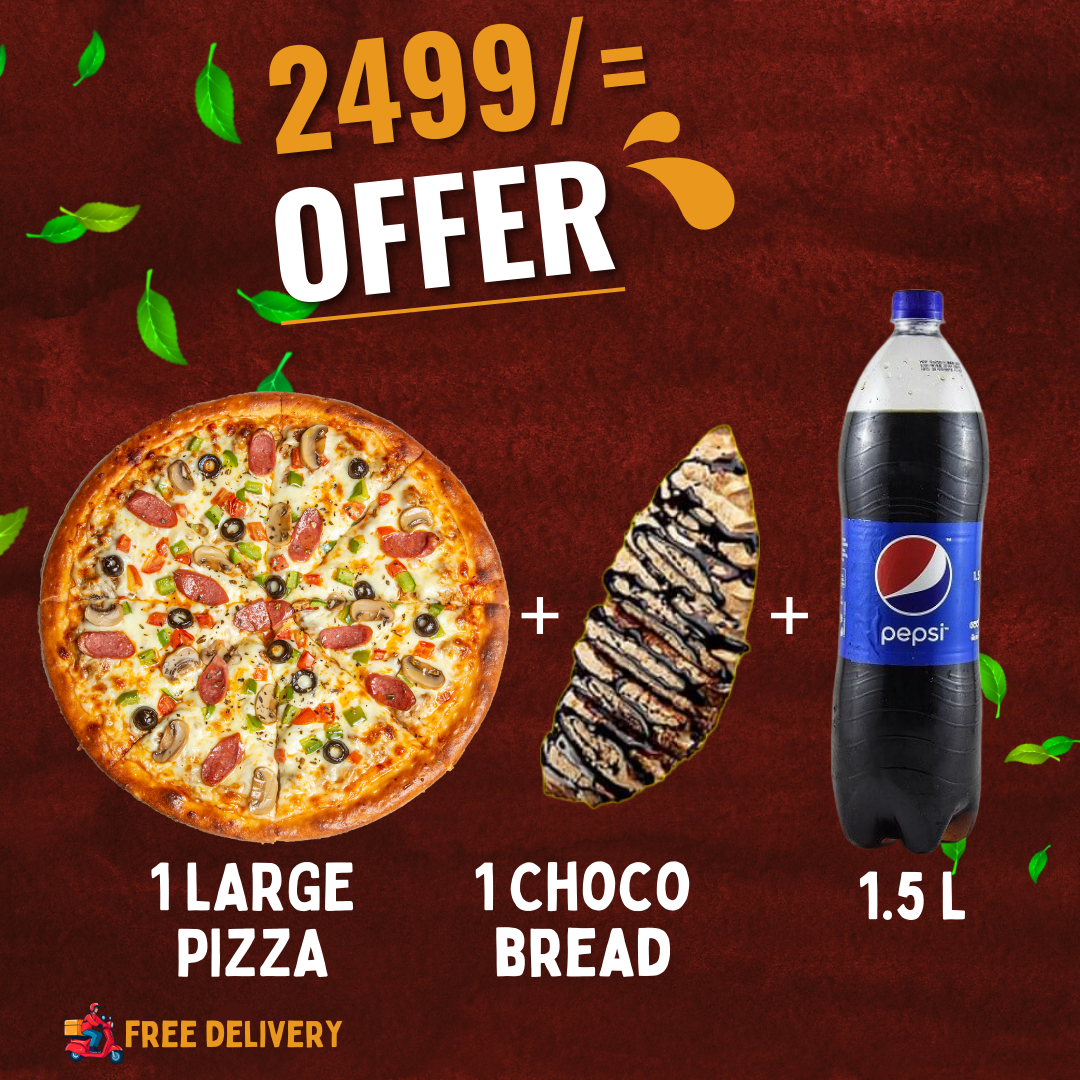 2499/=
OFFER
pepsi
1 LARGE
PIZZA
1 CHOCO
BREAD
1.5 L
FREE DELIVERY